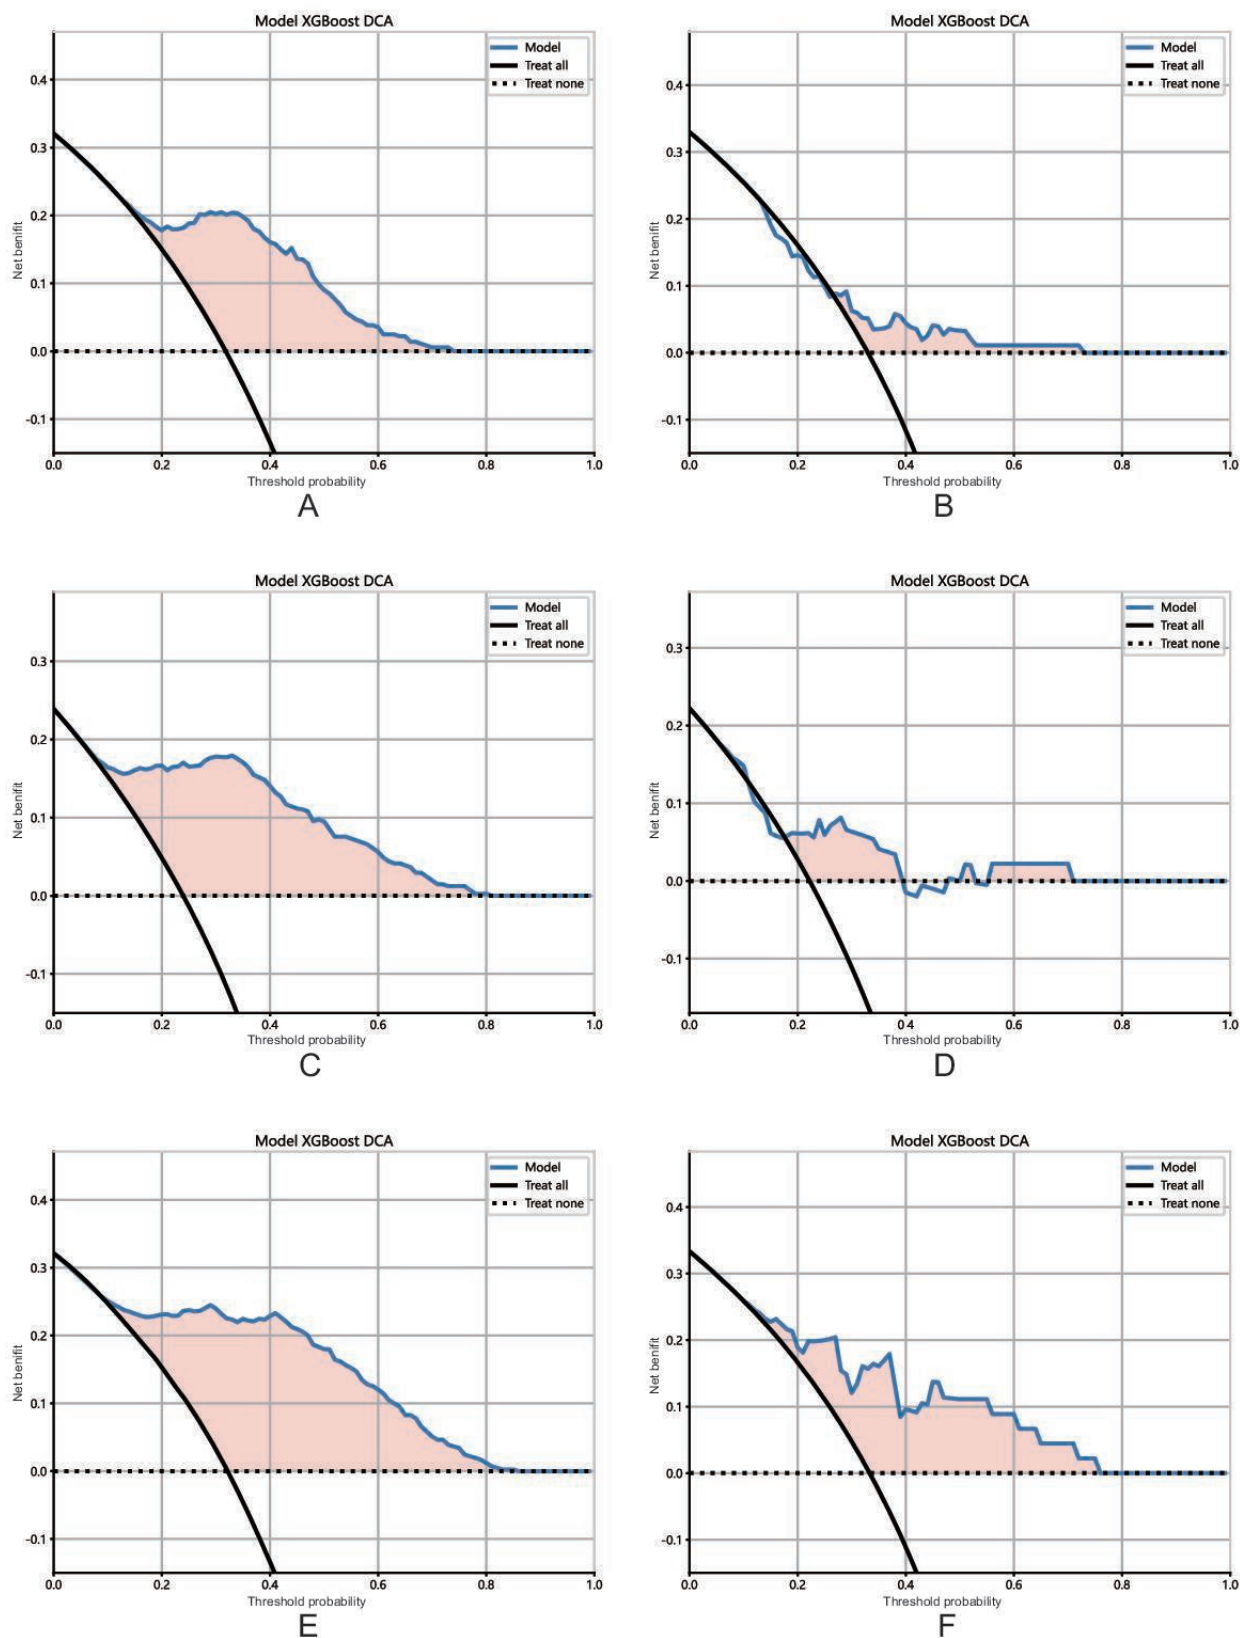 Model XGBoost DCA
Model
Treat all
Treat none
0.4
0.3
0.2
0.1
0.0
-0.1
Net benifit
0.0 0.2 0.4 0.6 0.8 1.0
Threshold probability
A
Model XGBoost DCA
Model
Treat all
Treat none
0.4
0.3
0.2
0.1
0.0
-0.1
Net benifit
0.0 0.2 0.4 0.6 0.8 1.0
Threshold probability
B
Model XGBoost DCA
Model
Treat all
Treat none
0.3
0.2
0.1
0.0
-0.1
Net benifit
0.0 0.2 0.4 0.6 0.8 1.0
Threshold probability
C
Model XGBoost DCA
Model
Treat all
Treat none
0.3
0.2
0.1
0.0
-0.1
Net benifit
0.0 0.2 0.4 0.6 0.8 1.0
Threshold probability
D
Model XGBoost DCA
Model
Treat all
Treat none
0.4
0.3
0.2
0.1
0.0
-0.1
Net benifit
0.0 0.2 0.4 0.6 0.8 1.0
Threshold probability
E
Model XGBoost DCA
Model
Treat all
Treat none
0.4
0.3
0.2
0.1
0.0
-0.1
Net benifit
0.0 0.2 0.4 0.6 0.8 1.0
Threshold probability
F